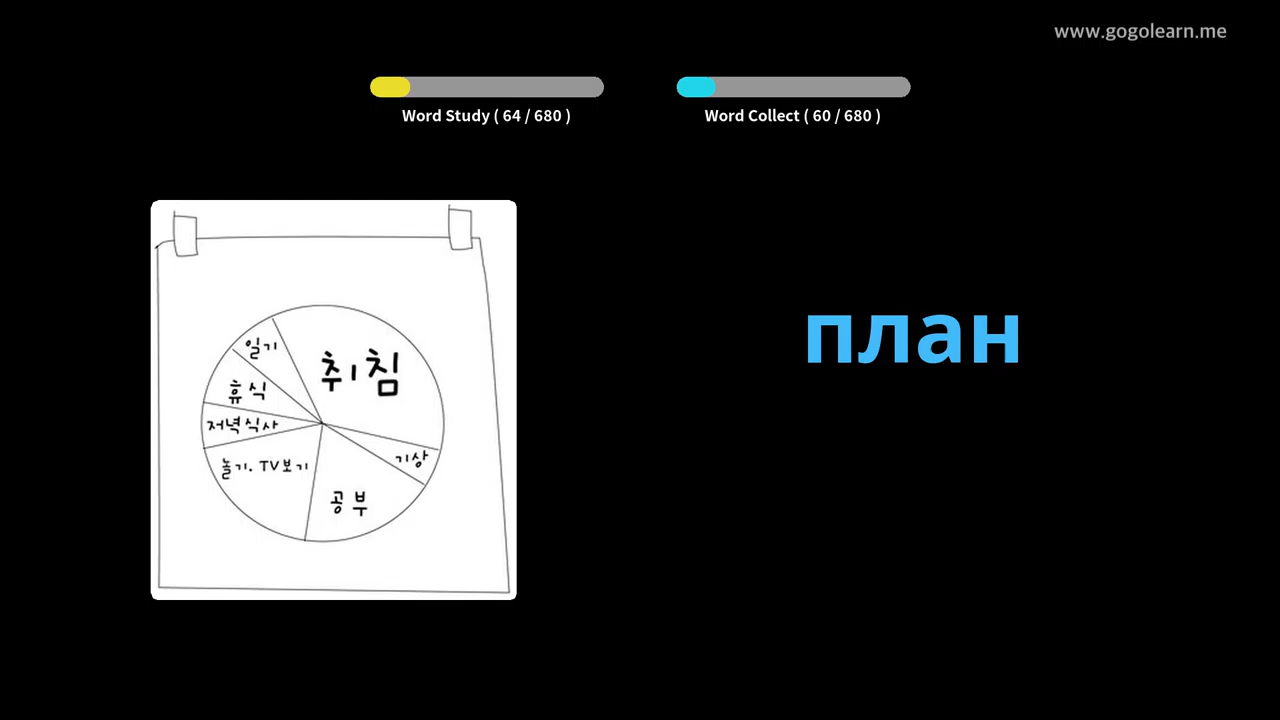 www.gogolearn.me
Word Study ( 64 / 680 )
Word Collect ( 60 / 680 )
일기
취침
휴식
저녁식사
놀기. TV보기
기상
공부
план